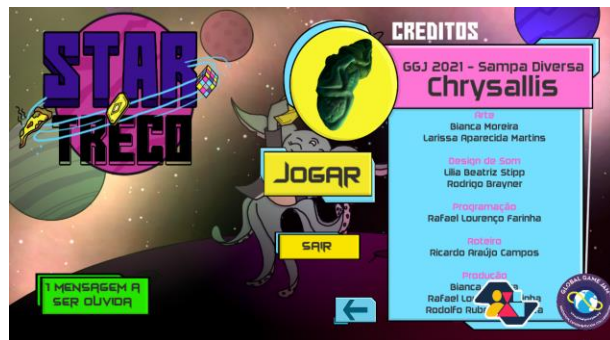 STAR
TRECO
JOGAR
SAIR
1 MENSAGEM A
SER OUVIDA
CREDITOS
GGJ 2021 - Sampa Diversa
Chrysallis
Arte
Bianca Moreira
Larissa Aparecida Martins
Design de Som
Lilia Beatriz Stipp
Rodrigo Brayner
Programação
Rafael Lourenço Farinha
Roteiro
Ricardo Araújo Campos
Produção
Bianca
Rafael
Rodolfo
GLOBAL GAME JAM